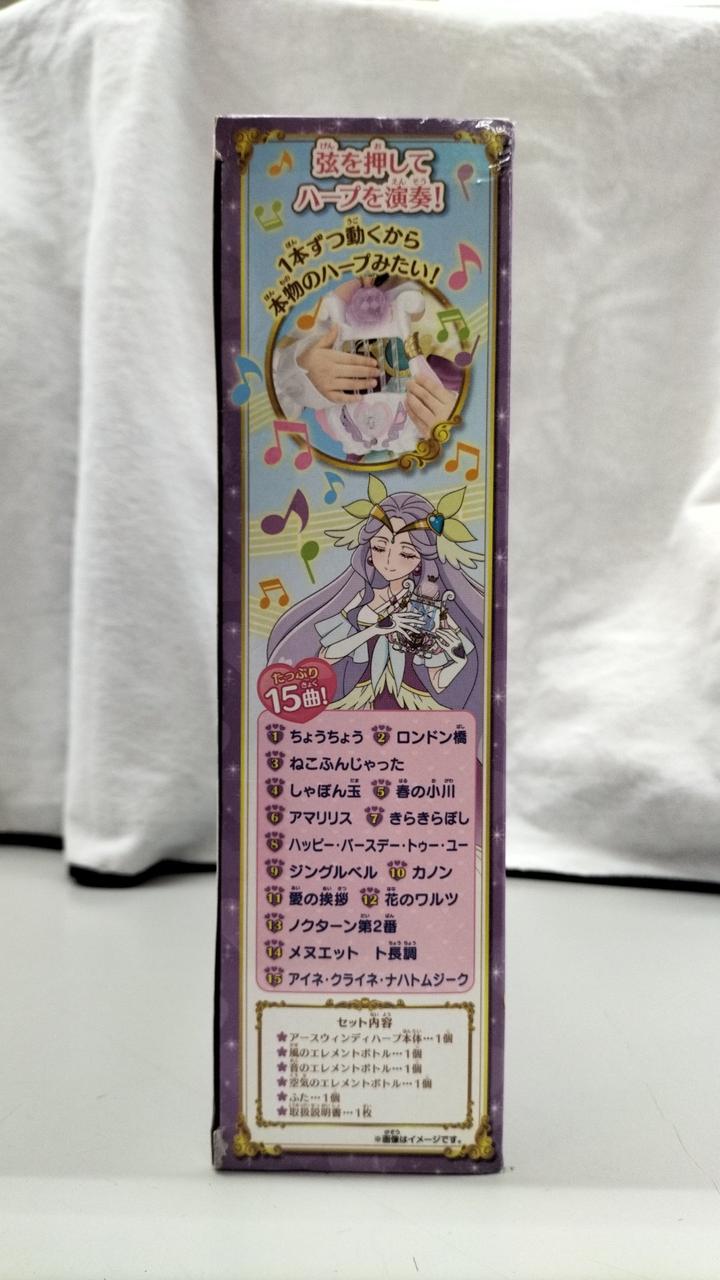 弦を押して
ハープを演奏!
1本ずつ動くから
本物のハープみたい!
たっぷり
15曲!
1 ちょうちょう 2 ロンドン橋
3 ねこふんじゃった
4 しゃぼん玉 5 春の小川
6 アマリリス 7 きらきらぼし
8 ハッピー・バースデー・トゥー・ユー
9 ジングルベル 10 カノン
11 愛の挨拶 12 花のワルツ
13 ノクターン第2番
14 メヌエット ト長調
15 アイネ・クライネ・ナハトムジーク
セット内容
★アースウィンディハープ本体…1個
★風のエレメントボトル…1個
★音のエレメントボトル…1個
★空気のエレメントボトル…1個
★ふた…1個
★取扱説明書…1枚
※画像はイメージです。